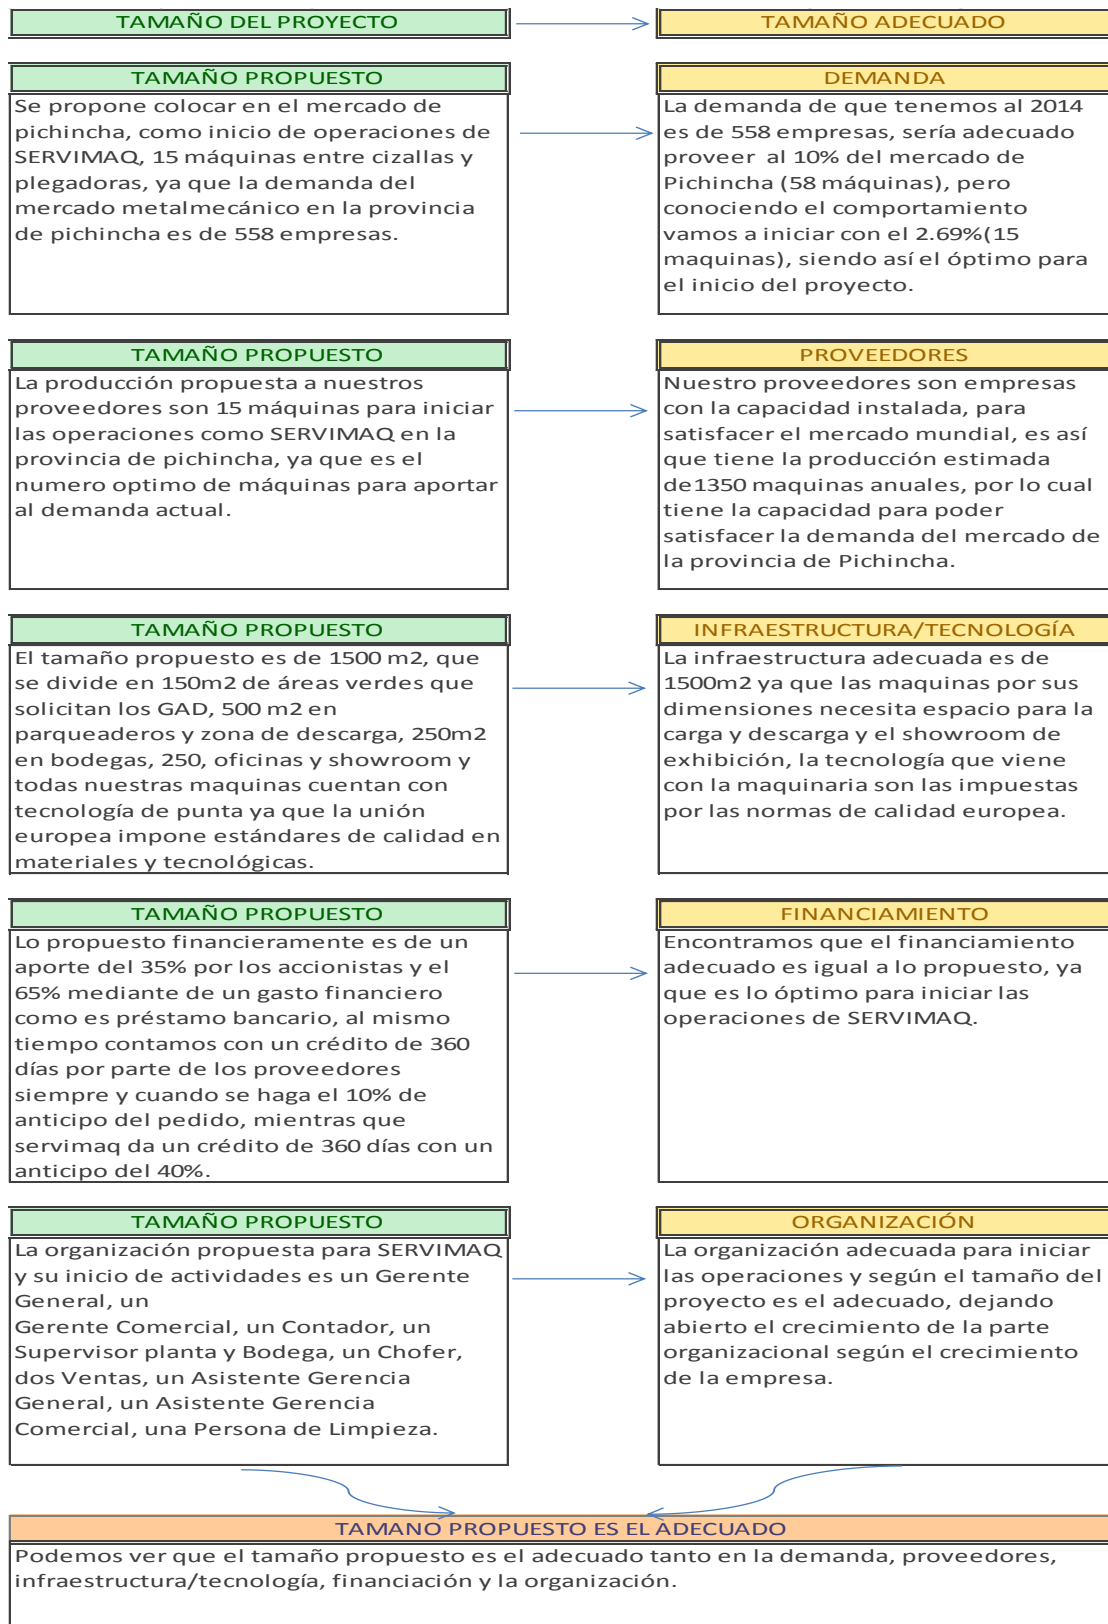 TAMAÑO DEL PROYECTO
TAMAÑO ADECUADO
TAMAÑO PROPUESTO
Se propone colocar en el mercado de
pichincha, como inicio de operaciones de
SERVIMAQ, 15 máquinas entre cizallas y
plegadoras, ya que la demanda del
mercado metalmecánico en la provincia
de pichincha es de 558 empresas.
DEMANDA
La demanda de que tenemos al 2014
es de 558 empresas, sería adecuado
proveer al 10% del mercado de
Pichincha (58 máquinas), pero
conociendo el comportamiento
vamos a iniciar con el 2.69%(15
maquinas), siendo así el óptimo para
el inicio del proyecto.
TAMAÑO PROPUESTO
La producción propuesta a nuestros
proveedores son 15 máquinas para iniciar
las operaciones como SERVIMAQ en la
provincia de pichincha, ya que es el
numero optimo de máquinas para aportar
al demanda actual.
PROVEEDORES
Nuestro proveedores son empresas
con la capacidad instalada, para
satisfacer el mercado mundial, es así
que tiene la producción estimada
de1350 maquinas anuales, por lo cual
tiene la capacidad para poder
satisfacer la demanda del mercado de
la provincia de Pichincha.
TAMAÑO PROPUESTO
El tamaño propuesto es de 1500 m2, que
se divide en 150m2 de áreas verdes que
solicitan los GAD, 500 m2 en
parqueaderos y zona de descarga, 250m2
en bodegas, 250, oficinas y showroom y
todas nuestras maquinas cuentan con
tecnología de punta ya que la unión
europea impone estándares de calidad en
materiales y tecnológicas.
INFRAESTRUCTURA/TECNOLOGÍA
La infraestructura adecuada es de
1500m2 ya que las maquinas por sus
dimensiones necesita espacio para la
carga y descarga y el showroom de
exhibición, la tecnología que viene
con la maquinaria son las impuestas
por las normas de calidad europea.
TAMAÑO PROPUESTO
Lo propuesto financieramente es de un
aporte del 35% por los accionistas y el
65% mediante de un gasto financiero
como es préstamo bancario, al mismo
tiempo contamos con un crédito de 360
días por parte de los proveedores
siempre y cuando se haga el 10% de
anticipo del pedido, mientras que
servimaq da un crédito de 360 días con un
anticipo del 40%.
FINANCIAMIENTO
Encontramos que el financiamiento
adecuado es igual a lo propuesto, ya
que es lo óptimo para iniciar las
operaciones de SERVIMAQ.
TAMAÑO PROPUESTO
La organización propuesta para SERVIMAQ
y su inicio de actividades es un Gerente
General, un
Gerente Comercial, un Contador, un
Supervisor planta y Bodega, un Chofer,
dos Ventas, un Asistente Gerencia
General, un Asistente Gerencia
Comercial, una Persona de Limpieza.
ORGANIZACIÓN
La organización adecuada para iniciar
las operaciones y según el tamaño del
proyecto es el adecuado, dejando
abierto el crecimiento de la parte
organizacional según el crecimiento
de la empresa.
TAMANO PROPUESTO ES EL ADECUADO
Podemos ver que el tamaño propuesto es el adecuado tanto en la demanda, proveedores,
infraestructura/tecnología, financiación y la organización.